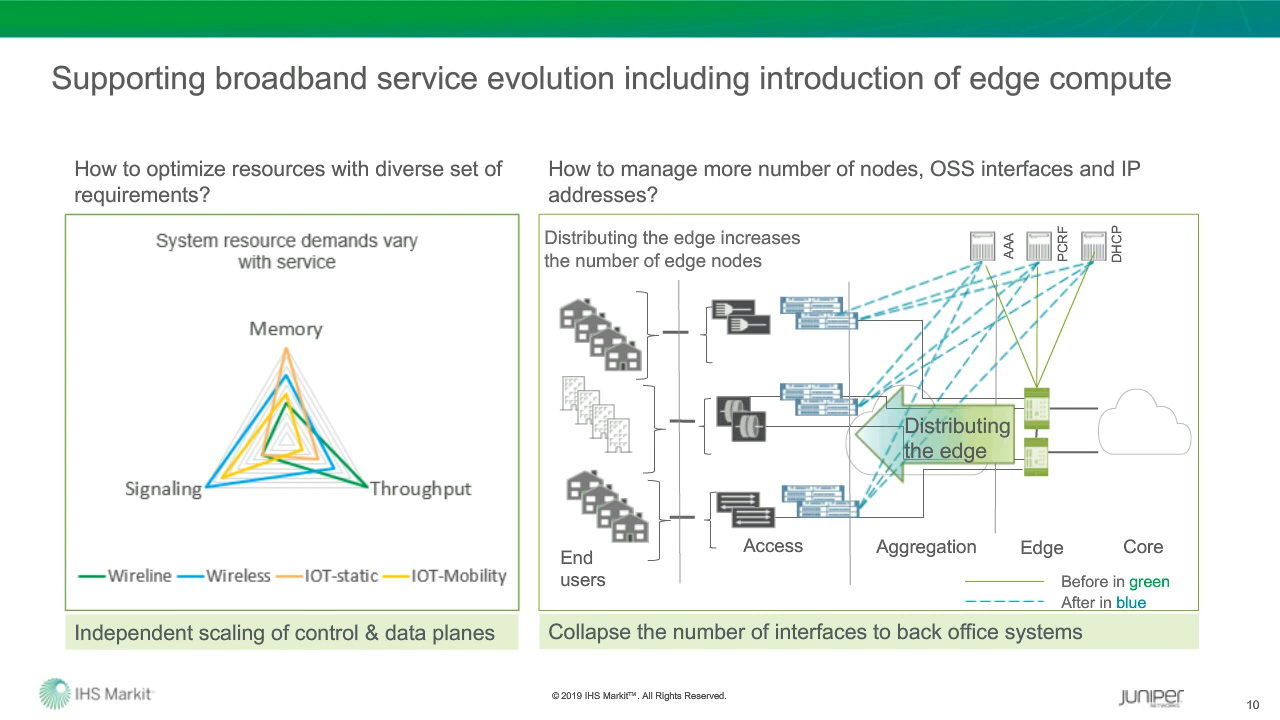 Supporting broadband service evolution including introduction of edge compute
How to optimize resources with diverse set of
requirements?
System resource demands vary
with service
Memory
Signaling
Throughput
Wireline
Wireless
IOT-static
IOT-Mobility
Independent scaling of control & data planes
How to manage more number of nodes, OSS interfaces and IP
addresses?
Distributing the edge increases
the number of edge nodes
AAA
PCRF
DHCP
Distributing
the edge
End
users
Access
Aggregation
Edge
Core
Before in green
After in blue
Collapse the number of interfaces to back office systems
IHS Markit™
© 2019 IHS Markit™. All Rights Reserved.
JUNIPER
NETWORKS
10